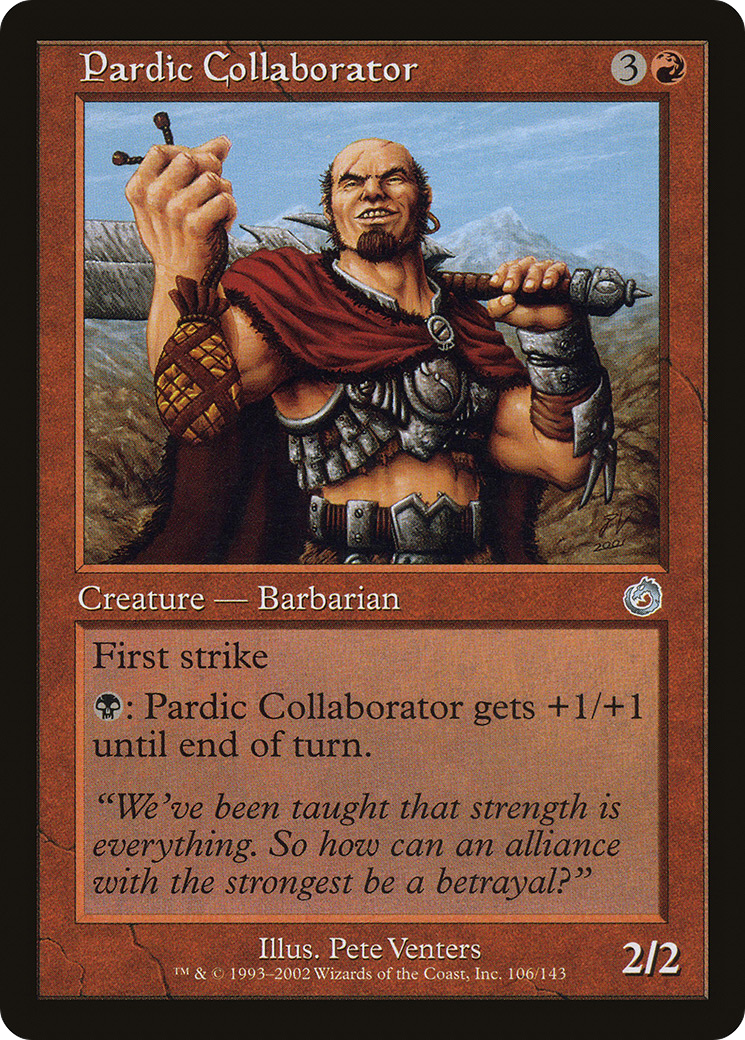 Pardic Collaborator
3
2001
Creature — Barbarian
First strike
: Pardic Collaborator gets +1/+1
until end of turn.
“We’ve been taught that strength is
everything. So how can an alliance
with the strongest be a betrayal?”
Illus. Pete Venters
™ & © 1993–2002 Wizards of the Coast, Inc. 106/143
2/2